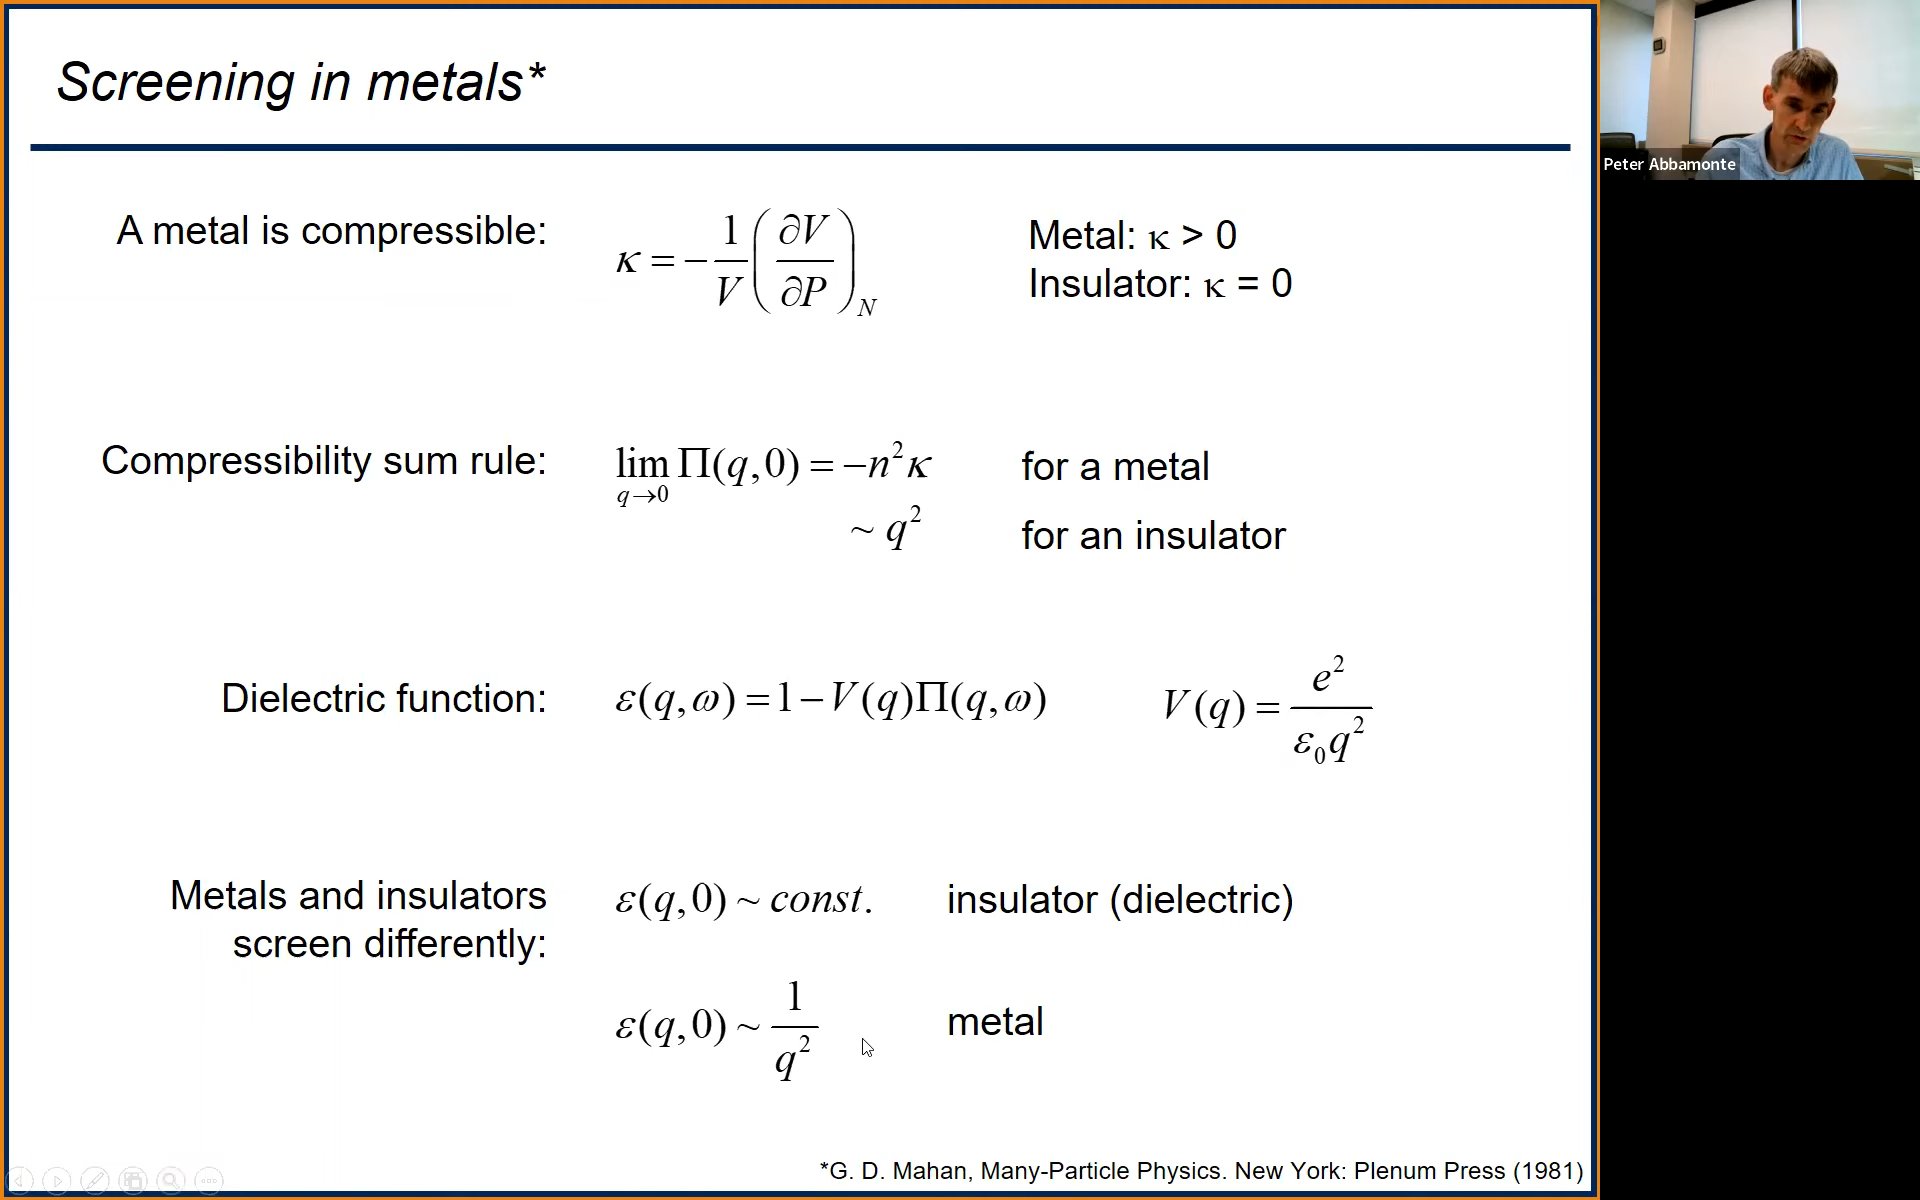 Screening in metals*
Peter Abbamonte
A metal is compressible:
κ = − 1/V (∂V/∂P)_N
Metal: κ > 0
Insulator: κ = 0
Compressibility sum rule:
lim Π(q,0) = −n²κ
q→0
for a metal
~ q²
for an insulator
Dielectric function:
ε(q,ω) = 1 − V(q)Π(q,ω)
V(q) = e²/ε₀q²
Metals and insulators
screen differently:
ε(q,0) ~ const.
insulator (dielectric)
ε(q,0) ~ 1/q²
metal
*G. D. Mahan, Many-Particle Physics. New York: Plenum Press (1981)